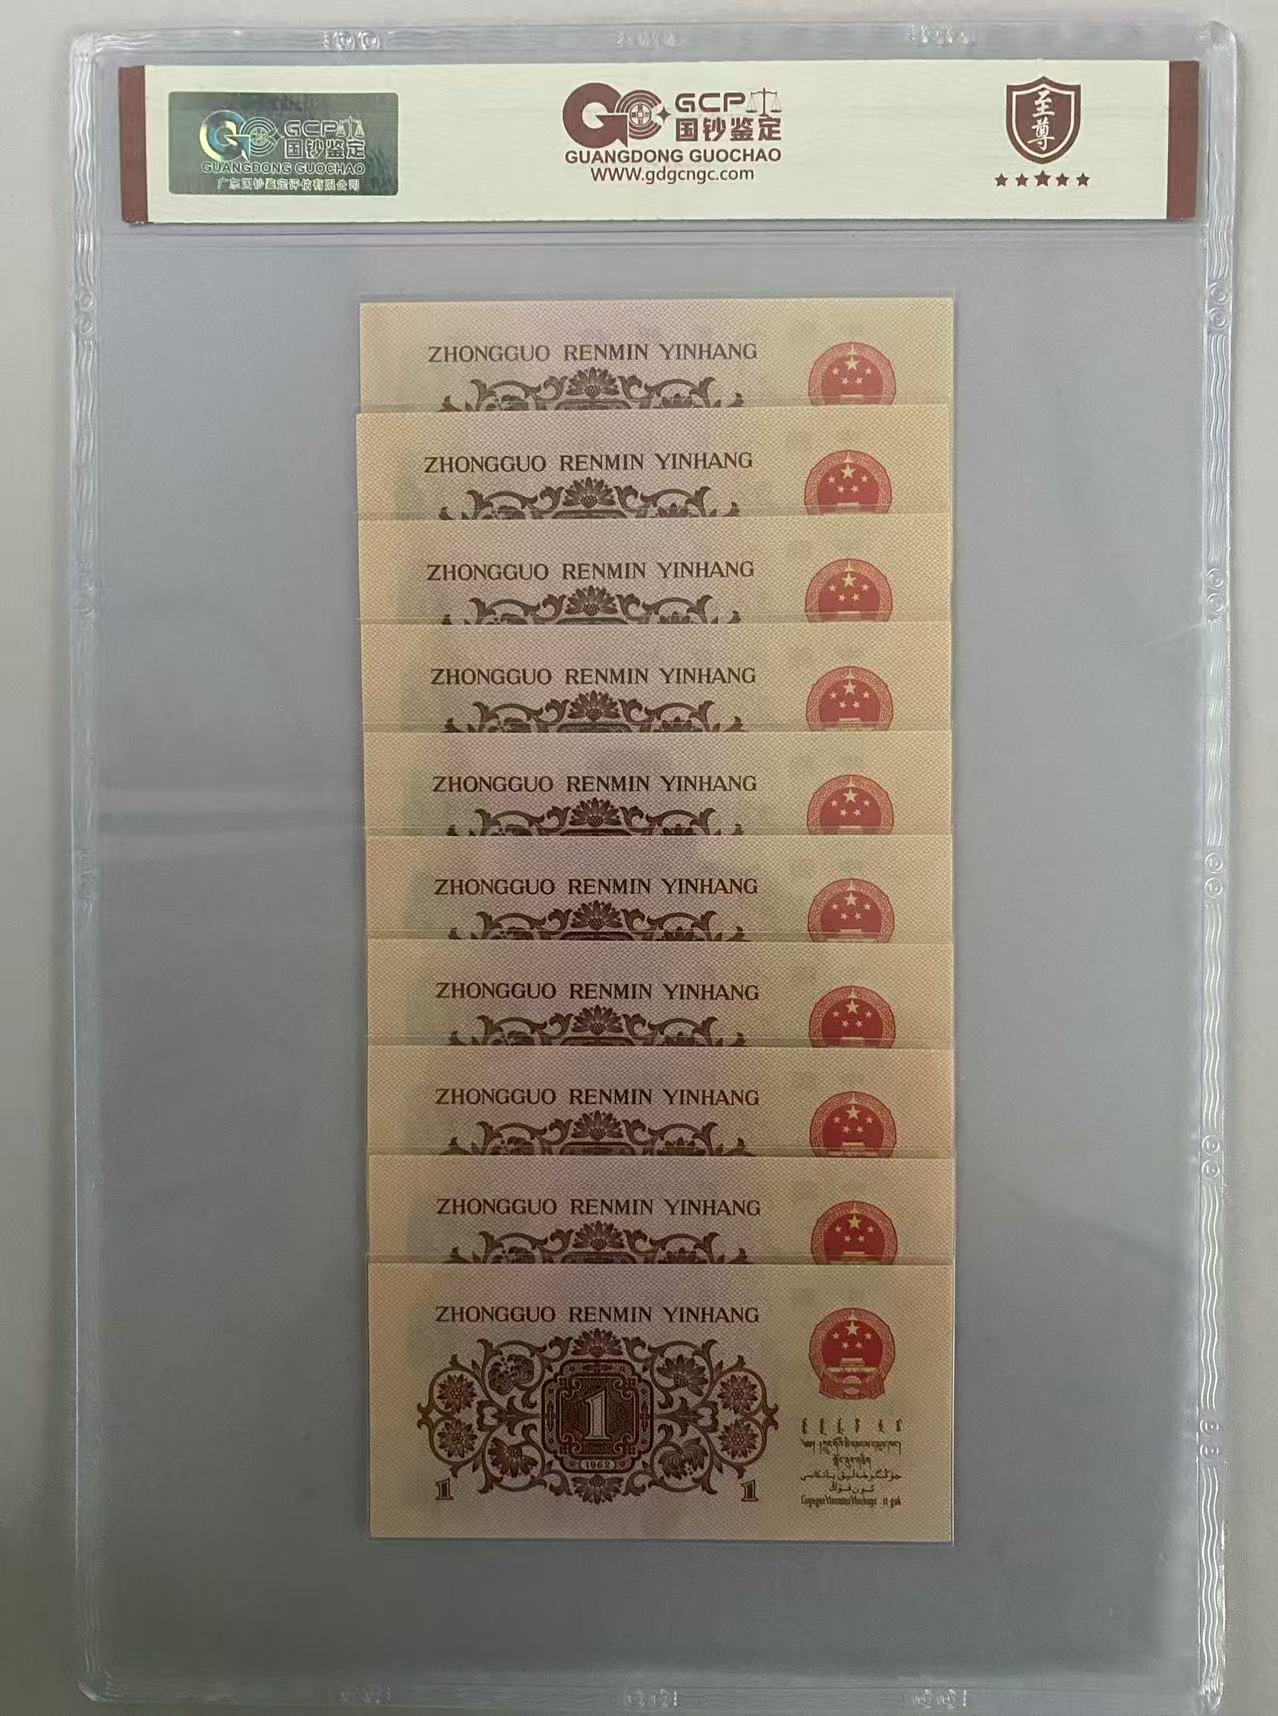 GCP
国钞鉴定
GUANGDONG GUOCHAO
广东国钞鉴定评估有限公司
GCP
国钞鉴定
GUANGDONG GUOCHAO
WWW.gdgcngc.com
至尊
ZHONGGUO RENMIN YINHANG
ZHONGGUO RENMIN YINHANG
ZHONGGUO RENMIN YINHANG
ZHONGGUO RENMIN YINHANG
ZHONGGUO RENMIN YINHANG
ZHONGGUO RENMIN YINHANG
ZHONGGUO RENMIN YINHANG
ZHONGGUO RENMIN YINHANG
ZHONGGUO RENMIN YINHANG
ZHONGGUO RENMIN YINHANG
1
1962
1 1